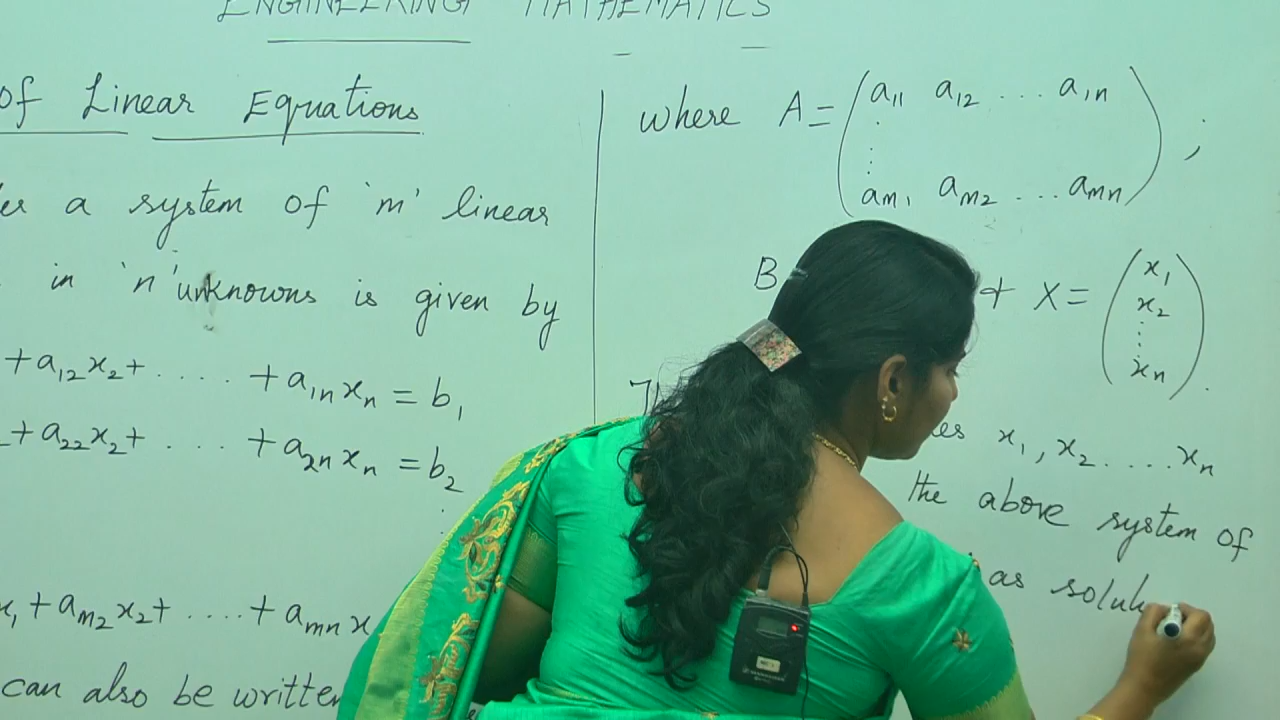 ENGINEERING MATHEMATICS
of Linear Equations
a system of 'm' linear
in 'n' unknowns is given by
+ a12x2 + .... + a1nxn = b1
+ a22x2 + .... + a2nxn = b2
x1 + am2x2 + .... + amnx
can also be written
where A = (a11 a12 ... a1n
⋮
am1 am2 ... amn) ;
B
+ X = (x1
x2
⋮
xn).
x1, x2 .... xn
the above system of
as solut